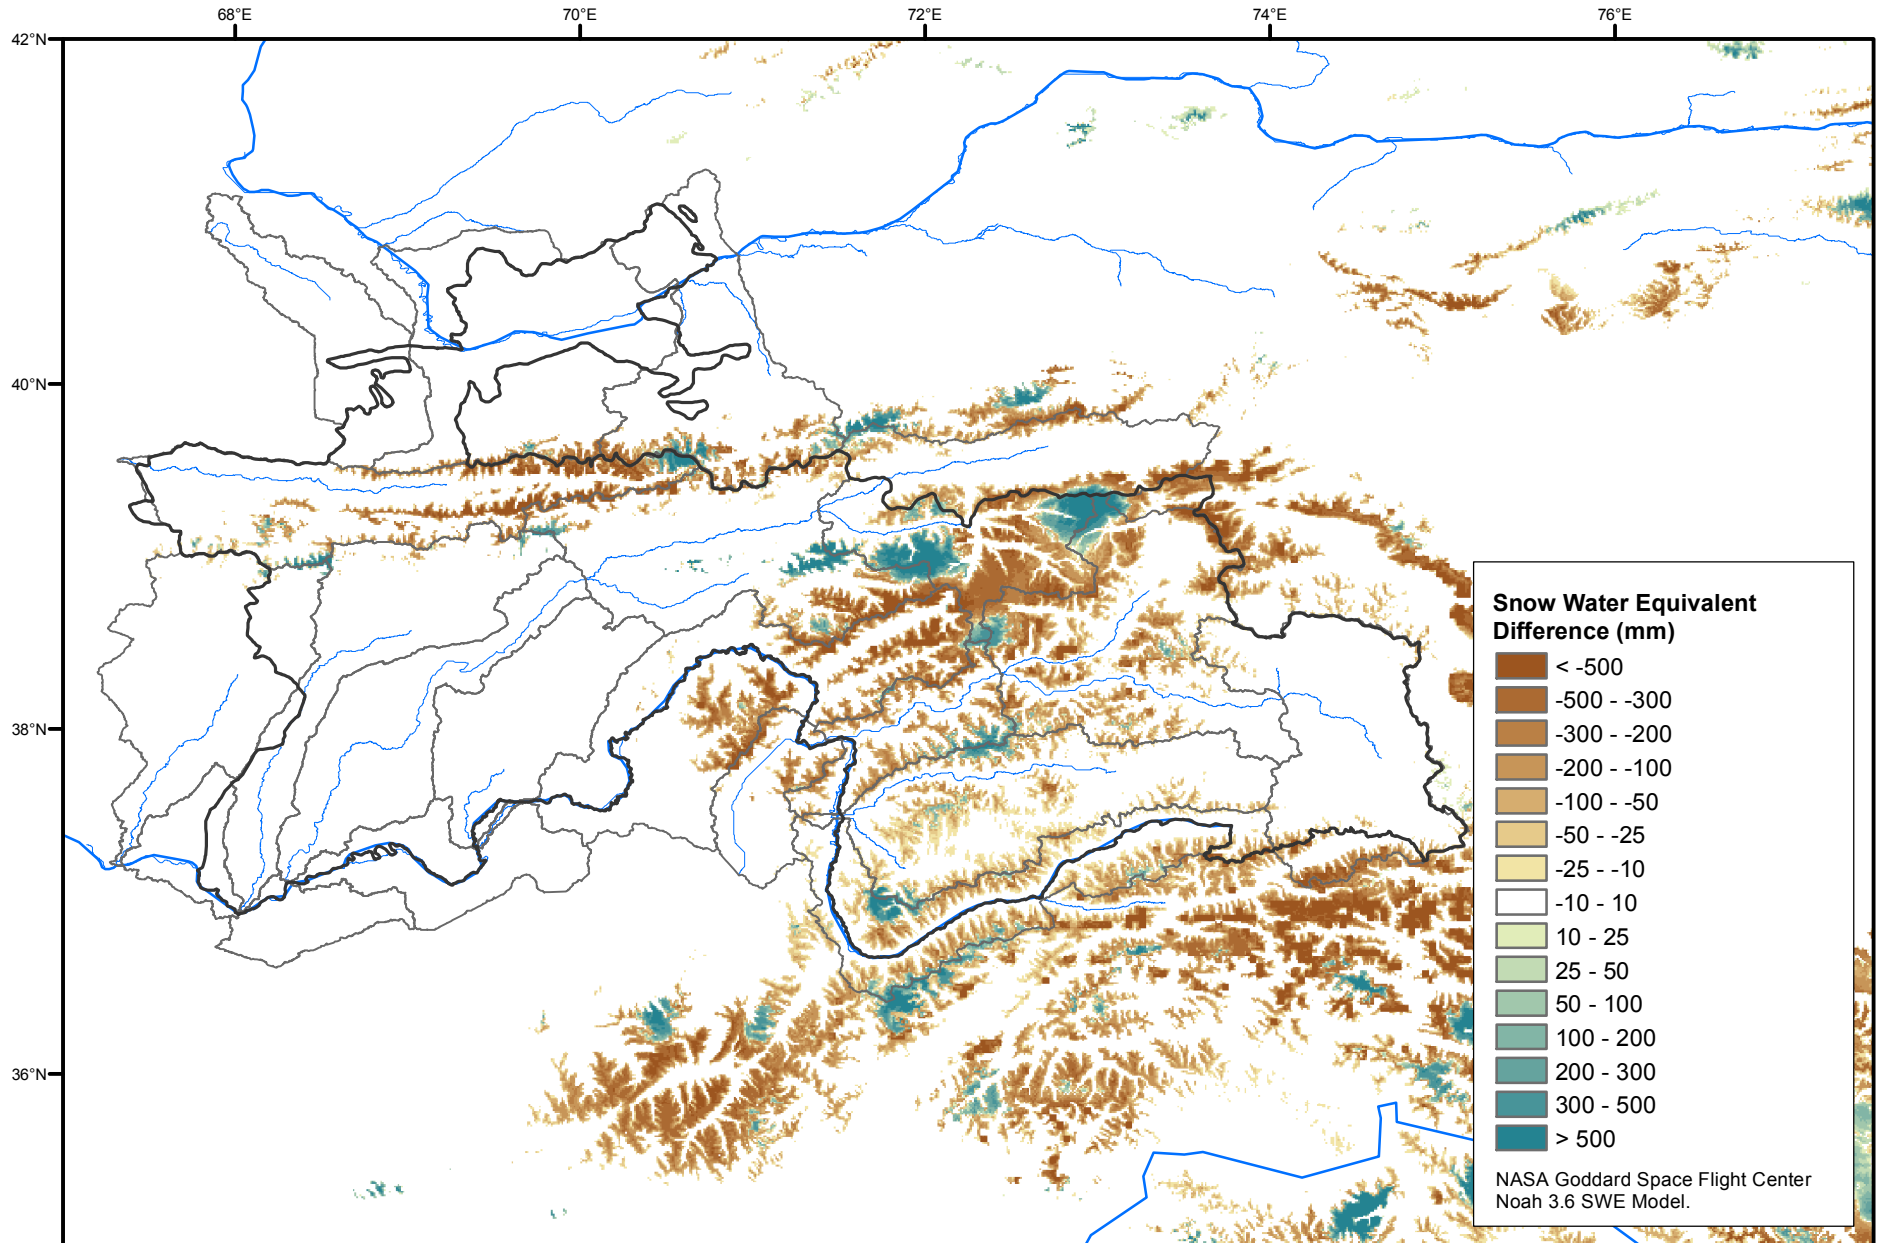 68°E 70°E 72°E 74°E 76°E
42°N
40°N
38°N
36°N
Snow Water Equivalent
Difference (mm)
< -500
-500 - -300
-300 - -200
-200 - -100
-100 - -50
-50 - -25
-25 - -10
-10 - 10
10 - 25
25 - 50
50 - 100
100 - 200
200 - 300
300 - 500
> 500
NASA Goddard Space Flight Center
Noah 3.6 SWE Model.